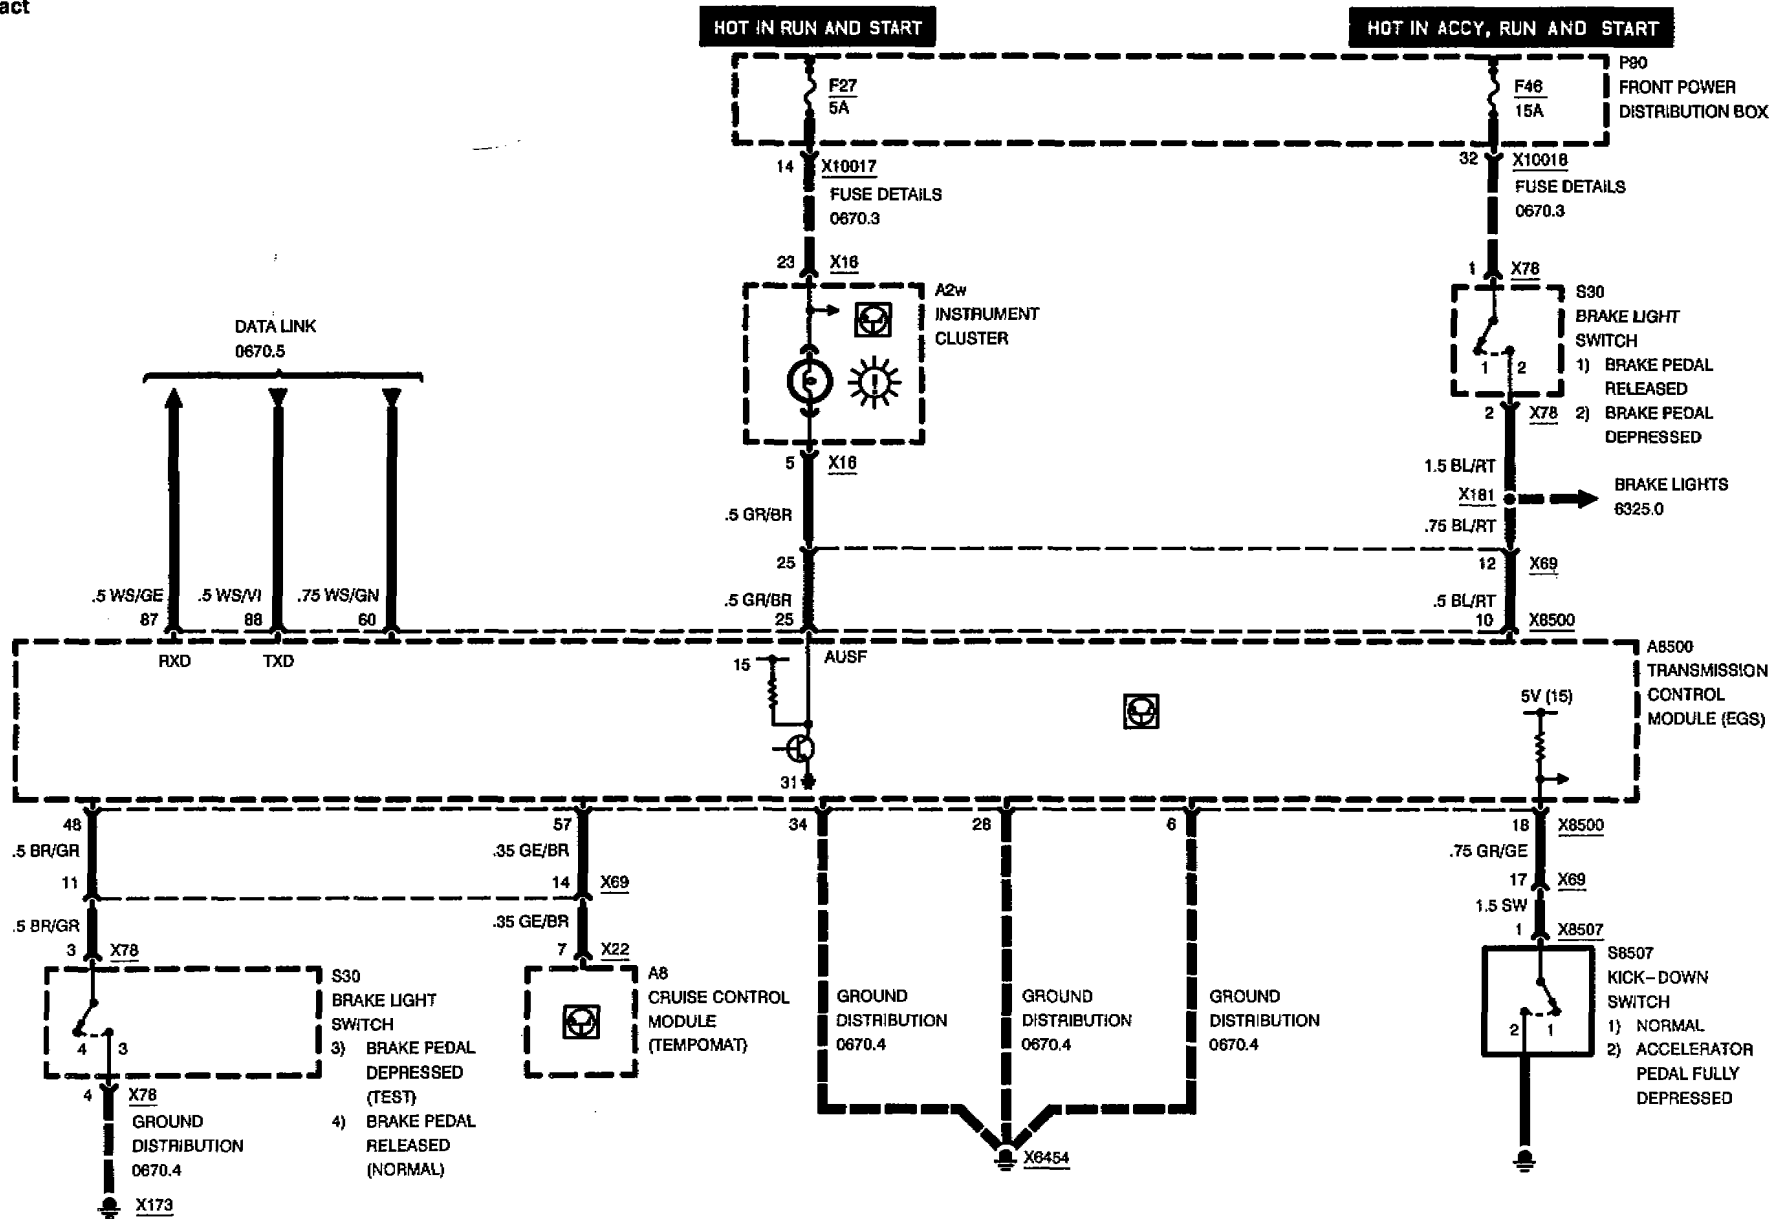 act
HOT IN RUN AND START
HOT IN ACCY, RUN AND START
P90
FRONT POWER
DISTRIBUTION BOX
F27
5A
F46
15A
14 X10017
FUSE DETAILS
0670.3
32 X10018
FUSE DETAILS
0670.3
23 X16
1 X78
A2w
INSTRUMENT
CLUSTER
S30
BRAKE LIGHT
SWITCH
1) BRAKE PEDAL
RELEASED
2) BRAKE PEDAL
DEPRESSED
1 2
DATA LINK
0670.5
5 X16
2 X78
1.5 BL/RT
X181
BRAKE LIGHTS
6325.0
.75 BL/RT
.5 GR/BR
25
12 X69
.5 WS/GE
.5 WS/VI
.75 WS/GN
.5 GR/BR
.5 BL/RT
87
88
60
25
10 X8500
RXD
TXD
15
AUSF
A8500
TRANSMISSION
CONTROL
MODULE (EGS)
5V (15)
31
48
57
34
28
6
18 X8500
.5 BR/GR
.35 GE/BR
.75 GR/GE
11
14 X69
17 X69
.5 BR/GR
.35 GE/BR
1.5 SW
3 X78
7 X22
1 X8507
S30
BRAKE LIGHT
SWITCH
3) BRAKE PEDAL
DEPRESSED
(TEST)
4) BRAKE PEDAL
RELEASED
(NORMAL)
4 3
A8
CRUISE CONTROL
MODULE
(TEMPOMAT)
GROUND
DISTRIBUTION
0670.4
GROUND
DISTRIBUTION
0670.4
GROUND
DISTRIBUTION
0670.4
S8507
KICK-DOWN
SWITCH
1) NORMAL
2) ACCELERATOR
PEDAL FULLY
DEPRESSED
2 1
4 X78
GROUND
DISTRIBUTION
0670.4
X173
X6454